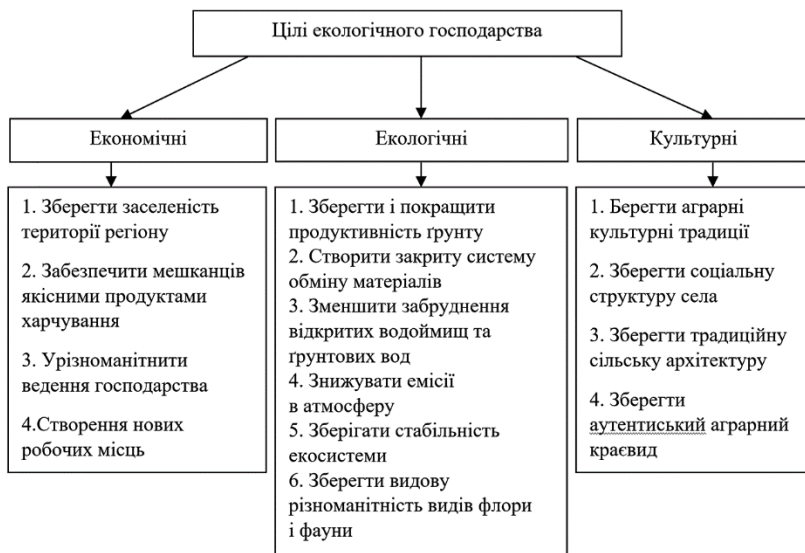 Цілі екологічного господарства
Економічні
1. Зберегти заселеність
території регіону
2. Забезпечити мешканців
якісними продуктами
харчування
3. Урізноманітнити
ведення господарства
4.Створення нових
робочих місць
Екологічні
1. Зберегти і покращити
продуктивність ґрунту
2. Створити закриту систему
обміну матеріалів
3. Зменшити забруднення
відкритих водоймищ та
ґрунтових вод
4. Знижувати емісії
в атмосферу
5. Зберігати стабільність
екосистеми
6. Зберегти видову
різноманітність видів флори
і фауни
Культурні
1. Берегти аграрні
культурні традиції
2. Зберегти соціальну
структуру села
3. Зберегти традиційну
сільську архітектуру
4. Зберегти
аутентиський аграрний
краєвид